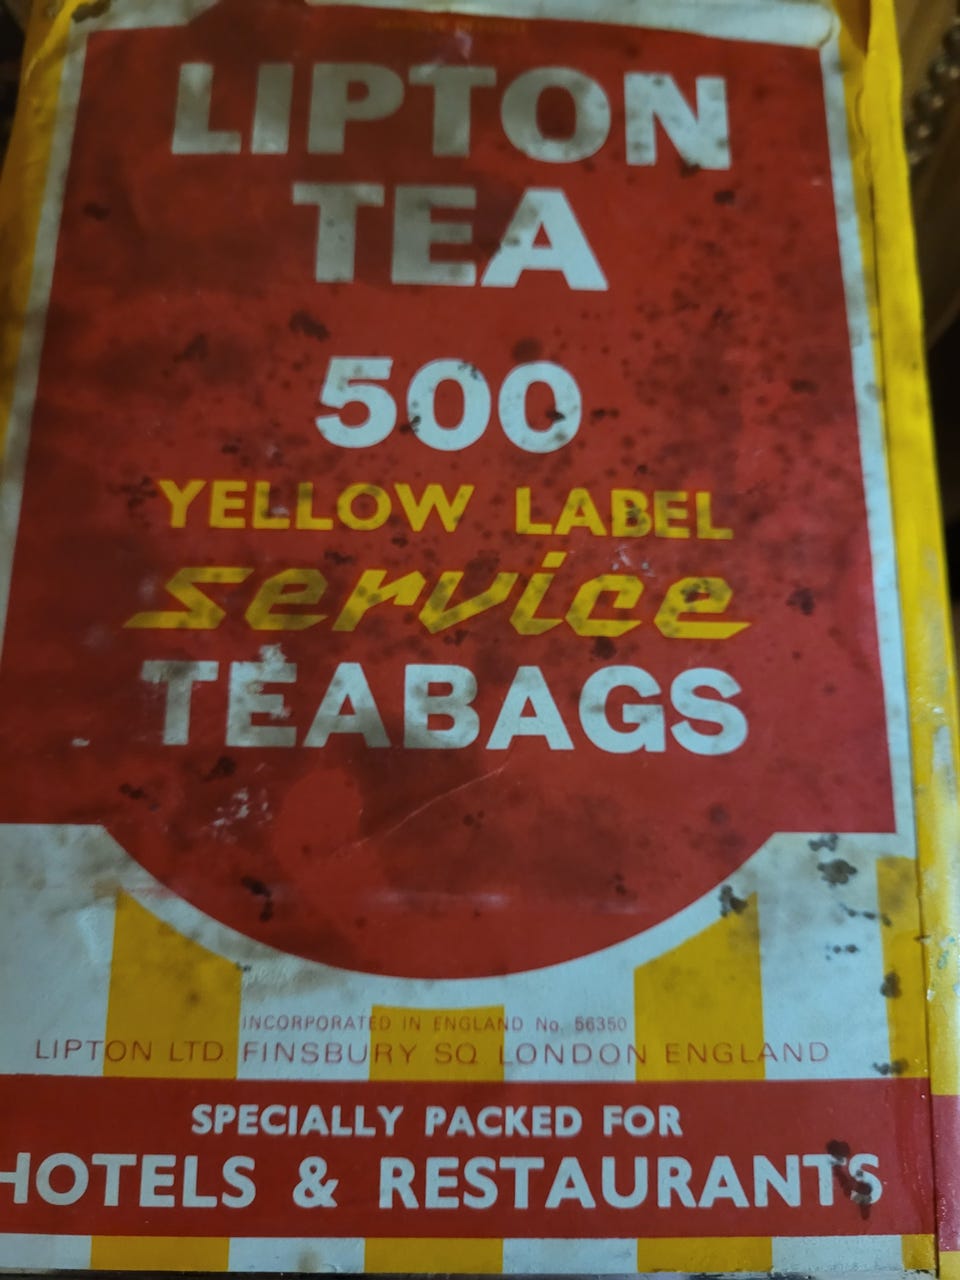 LIPTON
TEA
500
YELLOW LABEL
service
TEABAGS
INCORPORATED IN ENGLAND No. 56350
LIPTON LTD. FINSBURY SQ. LONDON ENGLAND
SPECIALLY PACKED FOR
HOTELS & RESTAURANTS